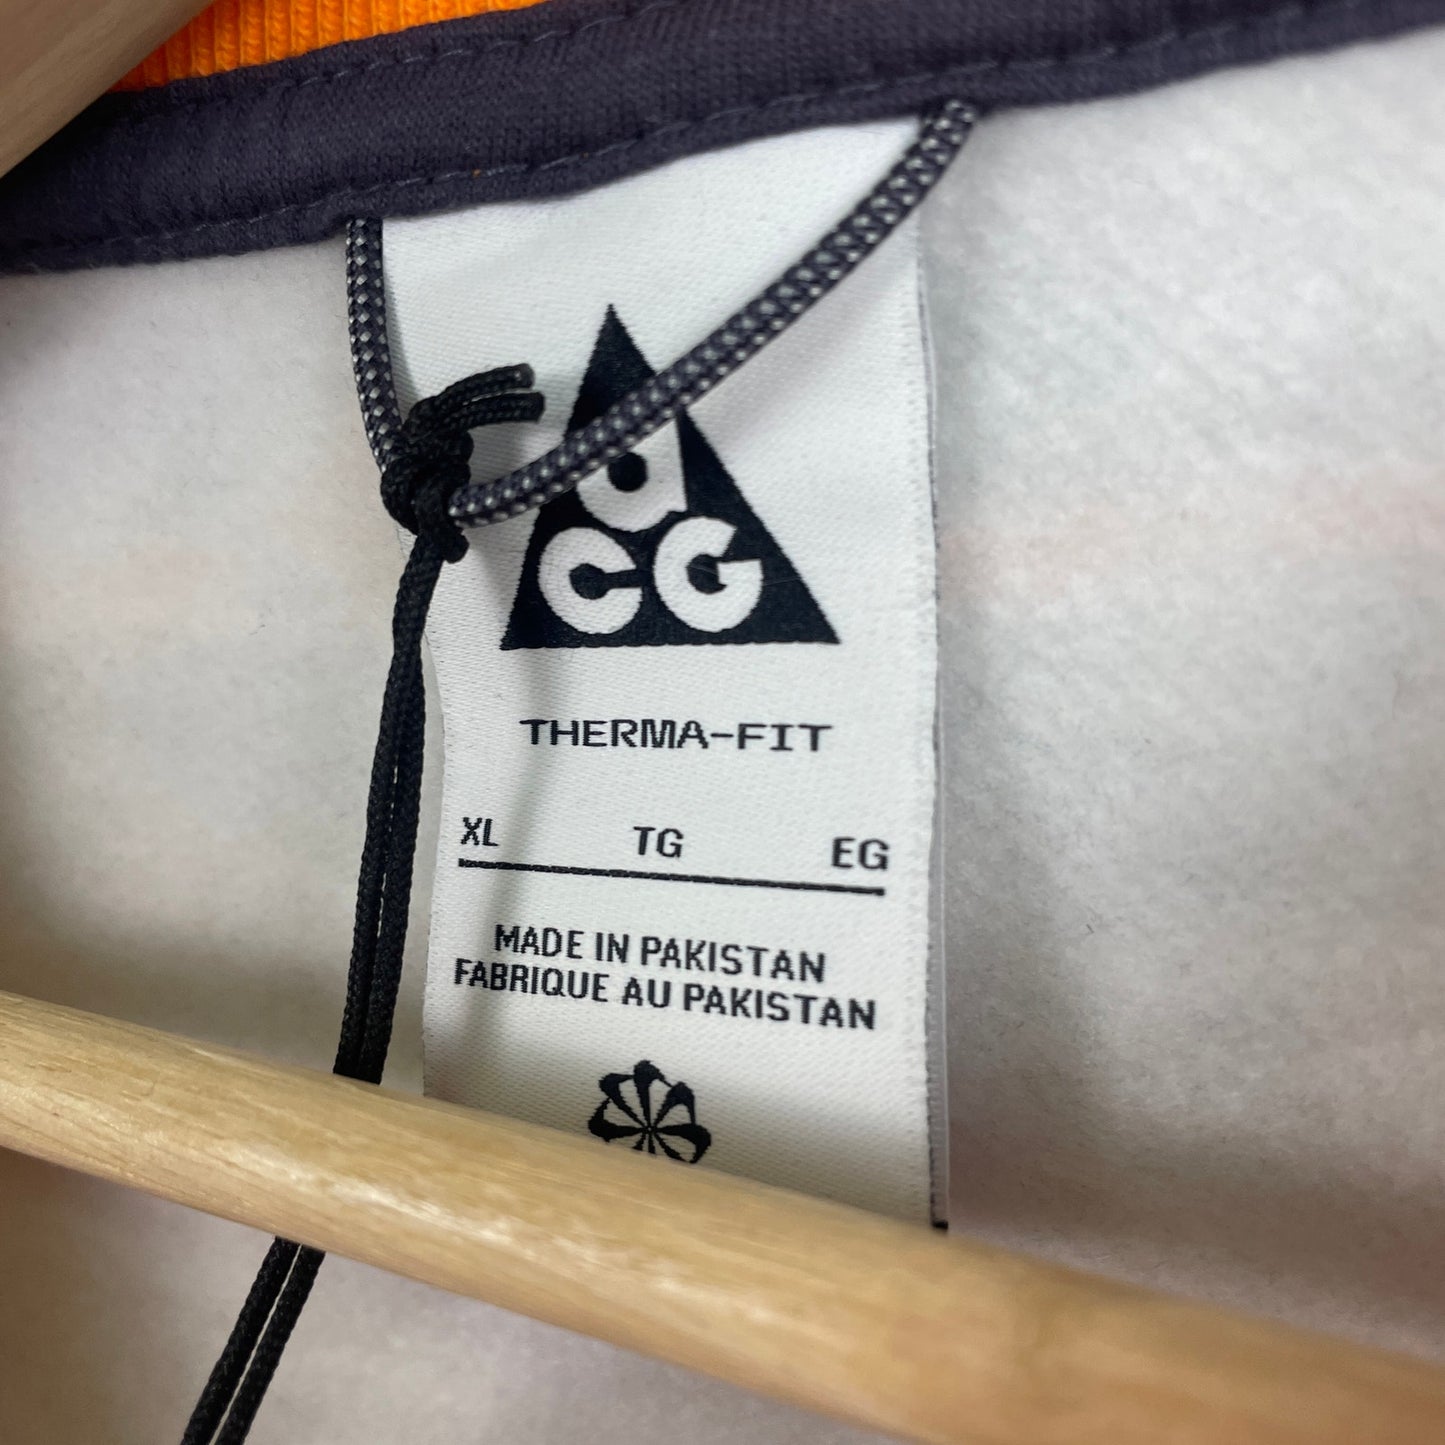 ACG
THERMA-FIT
XL TG EG
MADE IN PAKISTAN
FABRIQUE AU PAKISTAN